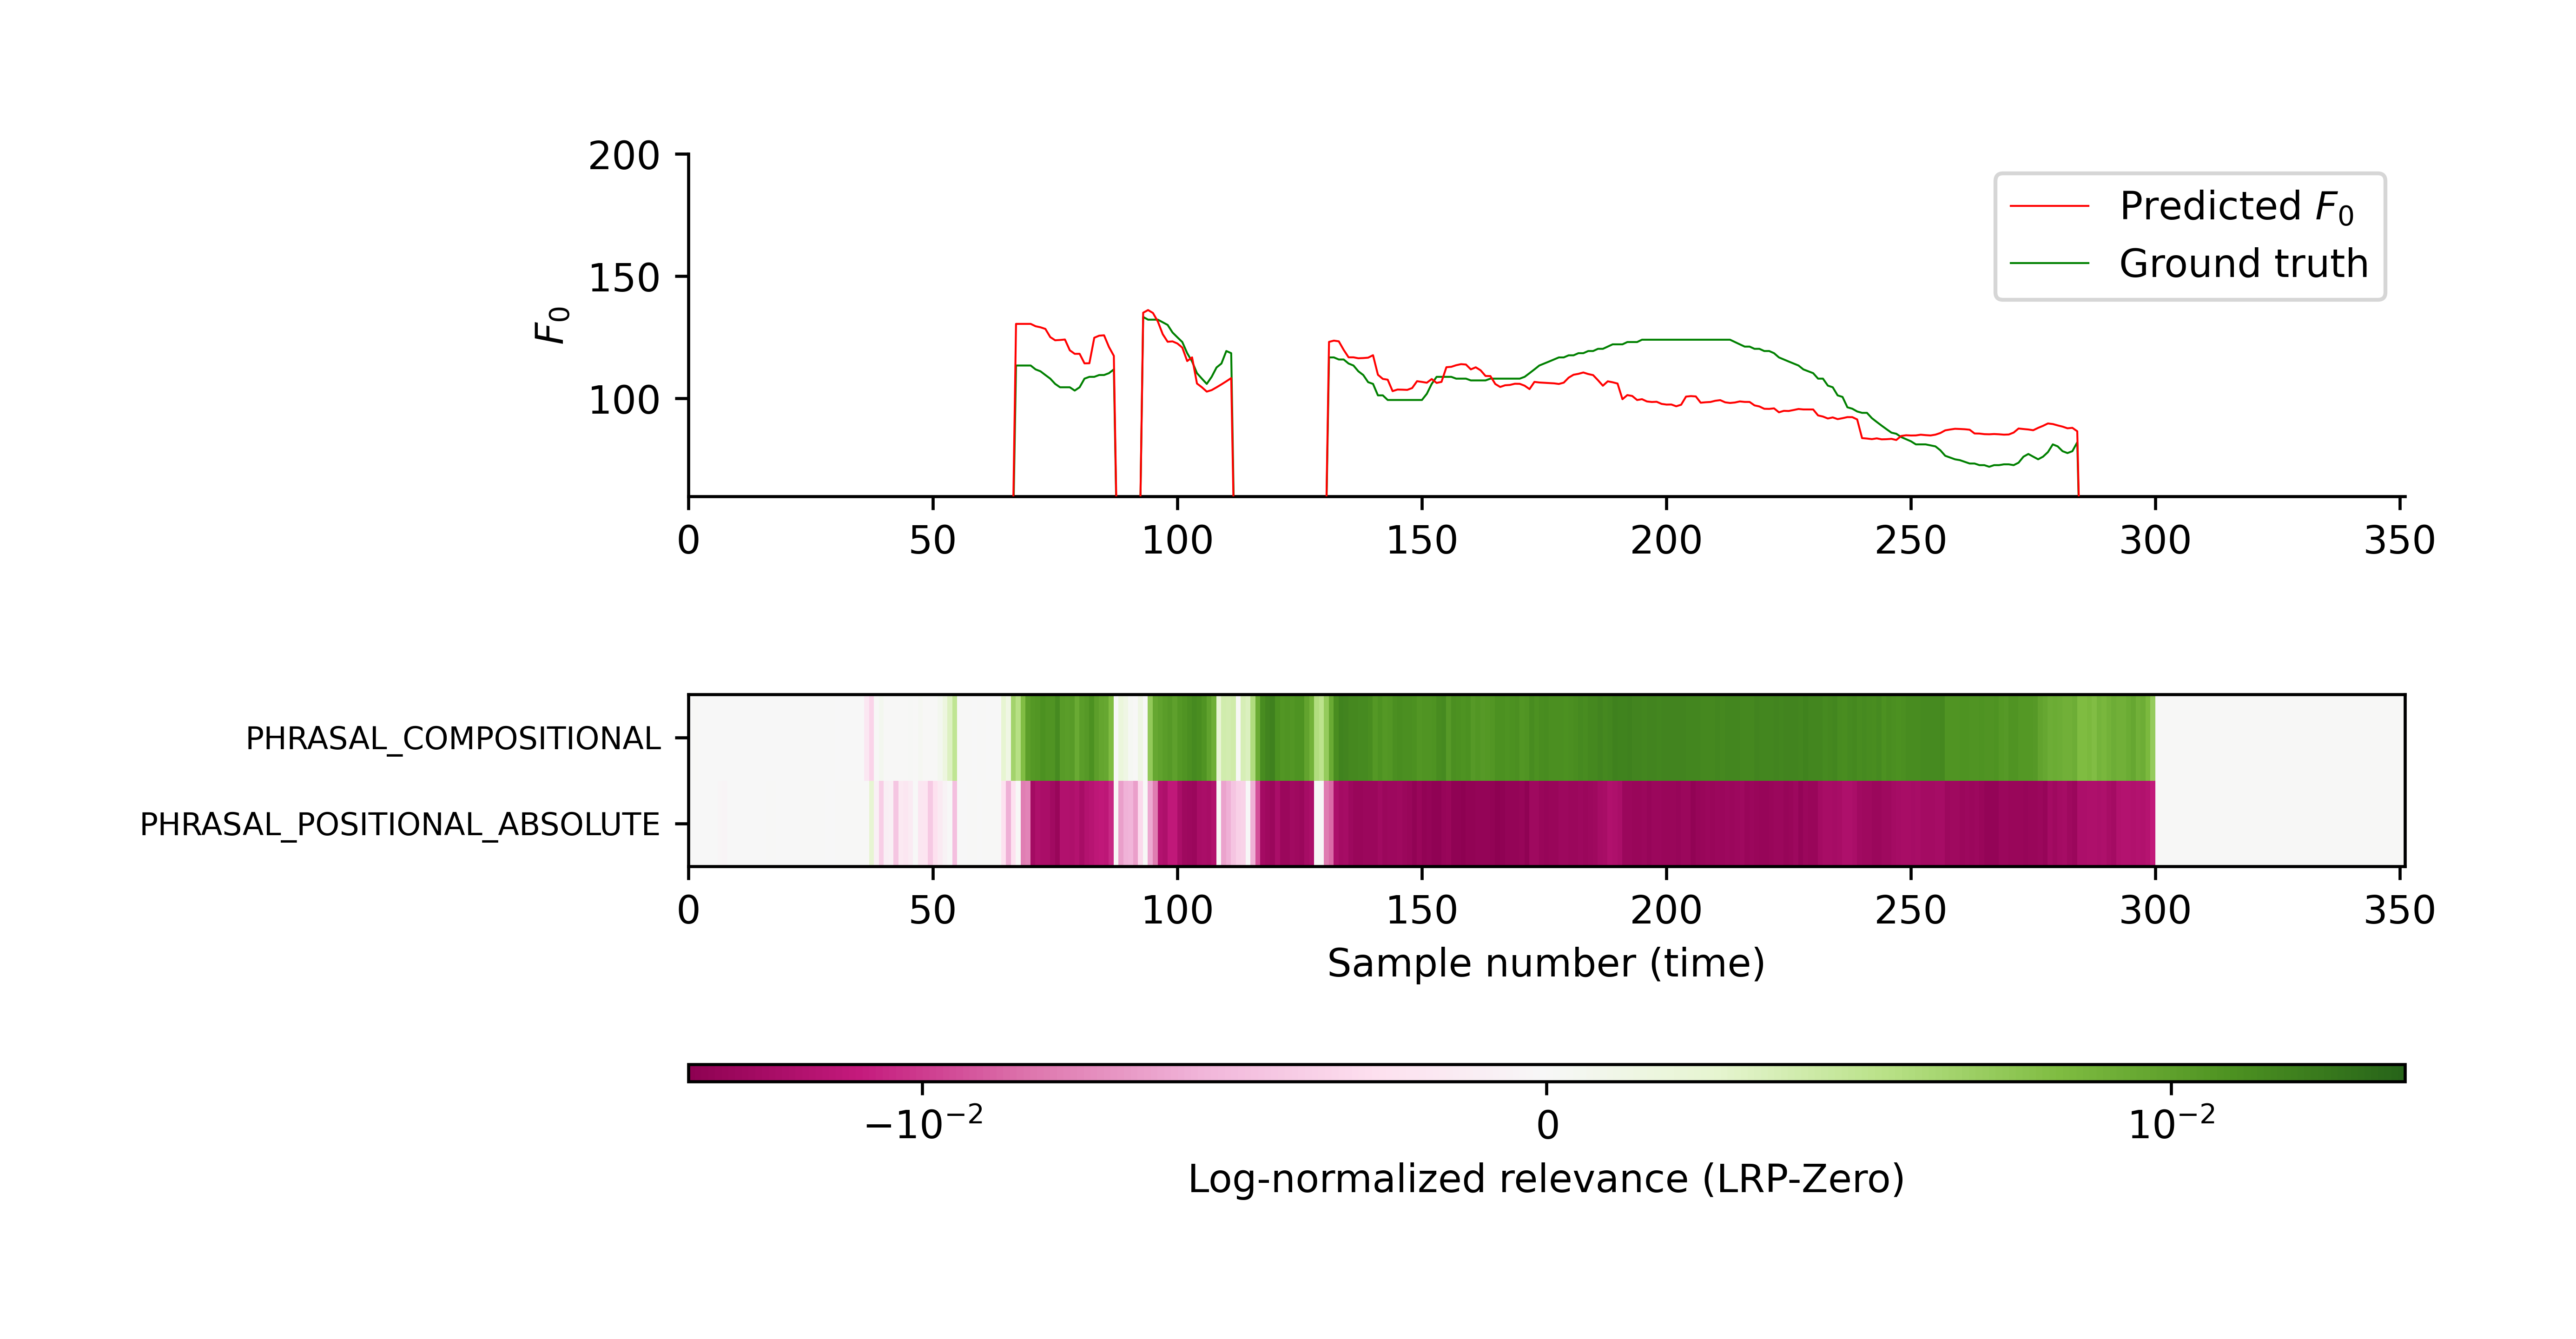 200
150
100
F0
Predicted F0
Ground truth
0 50 100 150 200 250 300 350
PHRASAL_COMPOSITIONAL
PHRASAL_POSITIONAL_ABSOLUTE
0 50 100 150 200 250 300 350
Sample number (time)
−10−2 0 10−2
Log-normalized relevance (LRP-Zero)